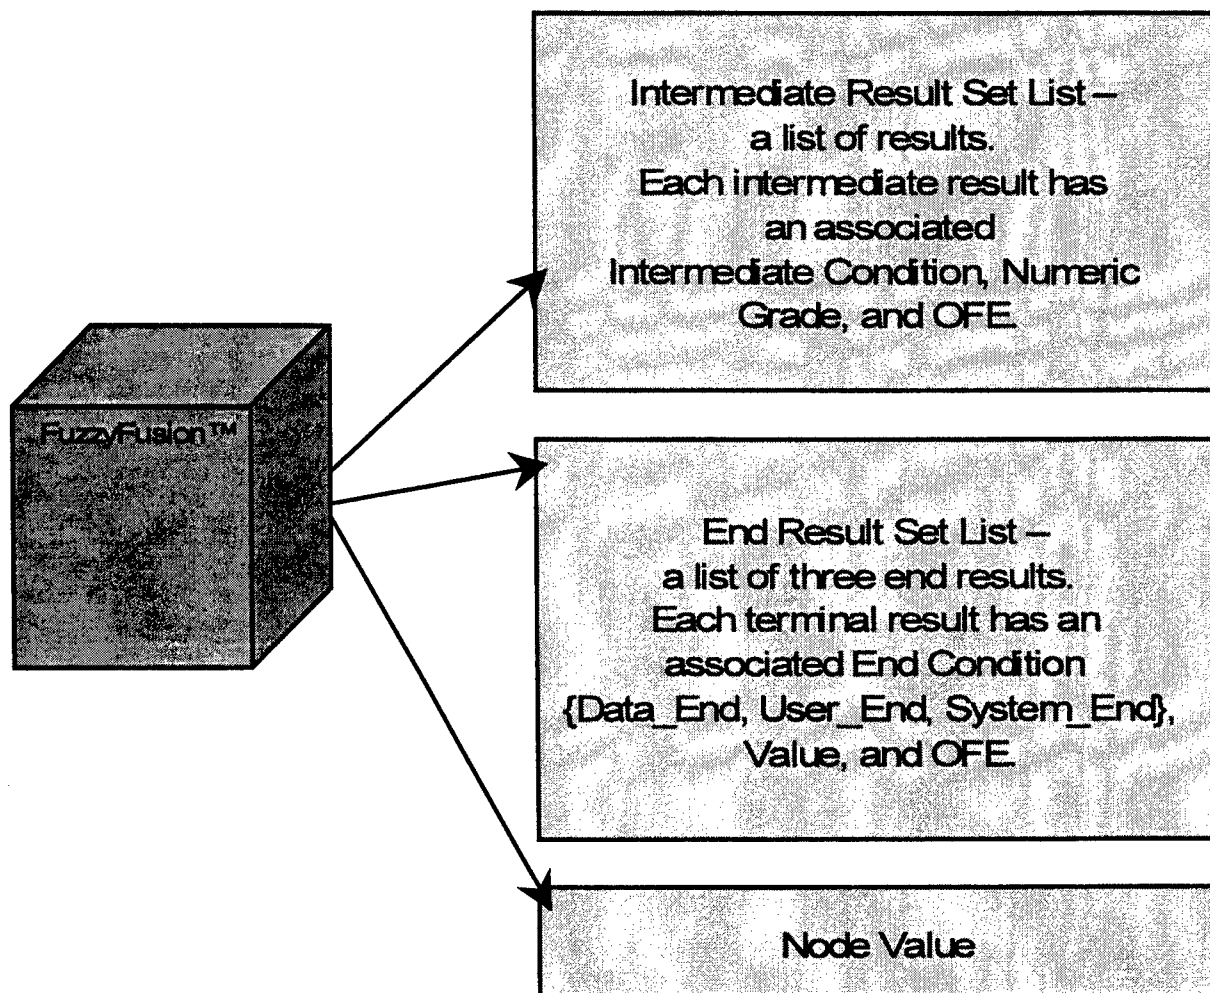 Intermediate Result Set List –
a list of results.
Each intermediate result has
an associated
Intermediate Condition, Numeric
Grade, and OFE.
FuzzyFusion™
End Result Set List –
a list of three end results.
Each terminal result has an
associated End Condition
{Data_End, User_End, System_End},
Value, and OFE.
Node Value